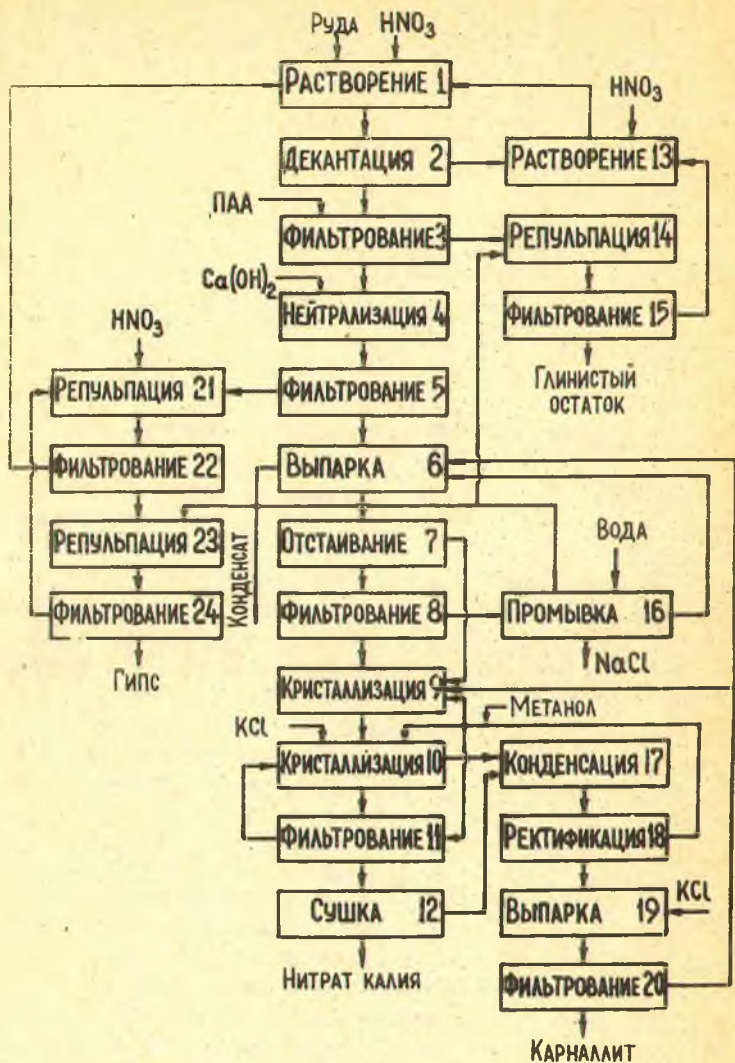 Руда HNO₃
Растворение 1
HNO₃
Декантация 2
Растворение 13
ПАА
Фильтрование 3
Репульпация 14
Ca(OH)₂
Нейтрализация 4
Фильтрование 15
HNO₃
Глинистый
остаток
Репульпация 21
Фильтрование 5
Фильтрование 22
Выпарка 6
Репульпация 23
Конденсат
Отстаивание 7
Вода
Фильтрование 24
Фильтрование 8
Промывка 16
Гипс
NaCl
Кристаллизация 9
Метанол
KCl
Кристаллизация 10
Конденсация 17
Фильтрование 11
Ректификация 18
Сушка 12
Выпарка 19
KCl
Нитрат калия
Фильтрование 20
Карналлит